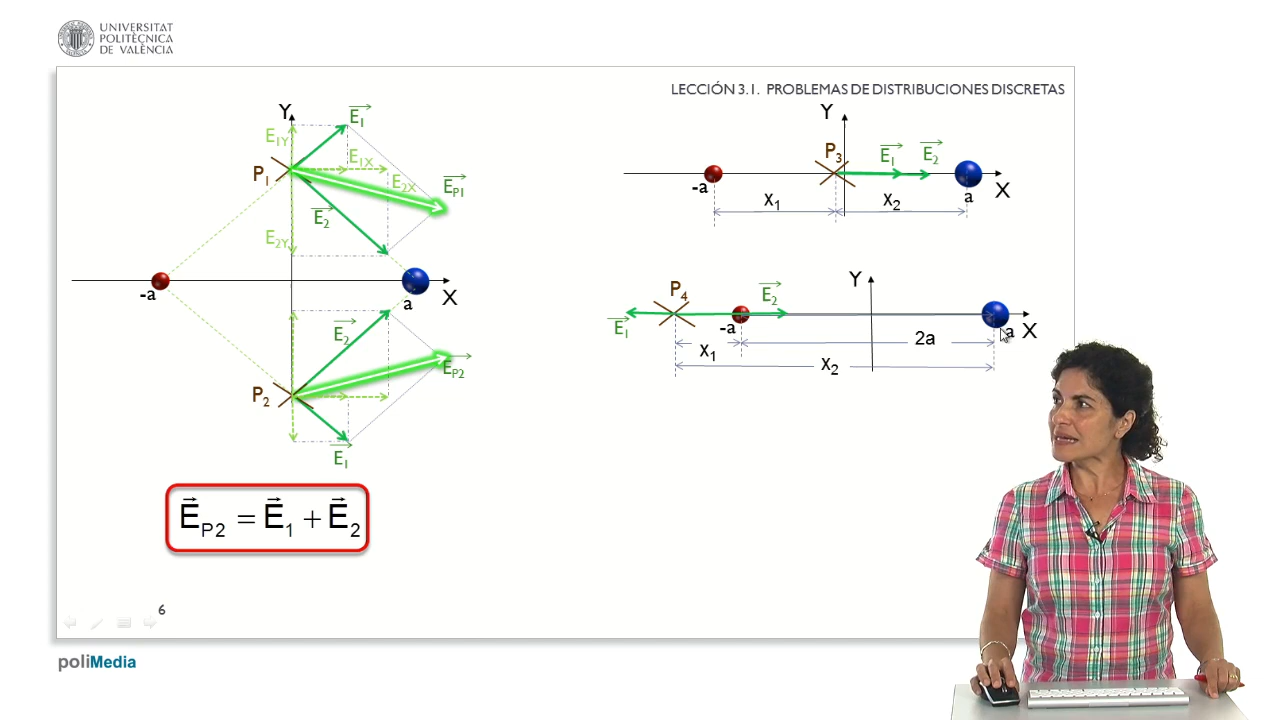 UNIVERSITAT
POLITÈCNICA
DE VALÈNCIA
LECCIÓN 3.1. PROBLEMAS DE DISTRIBUCIONES DISCRETAS
Y
E1
E1Y
P1
E1X
E2X
EP1
E2
E2Y
-a
a
X
E2
EP2
P2
E1
EP2 = E1 + E2
Y
P3
E1
E2
-a
a
X
x1
x2
Y
P4
E2
E1
-a
a
X
x1
2a
x2
6
poliMedia